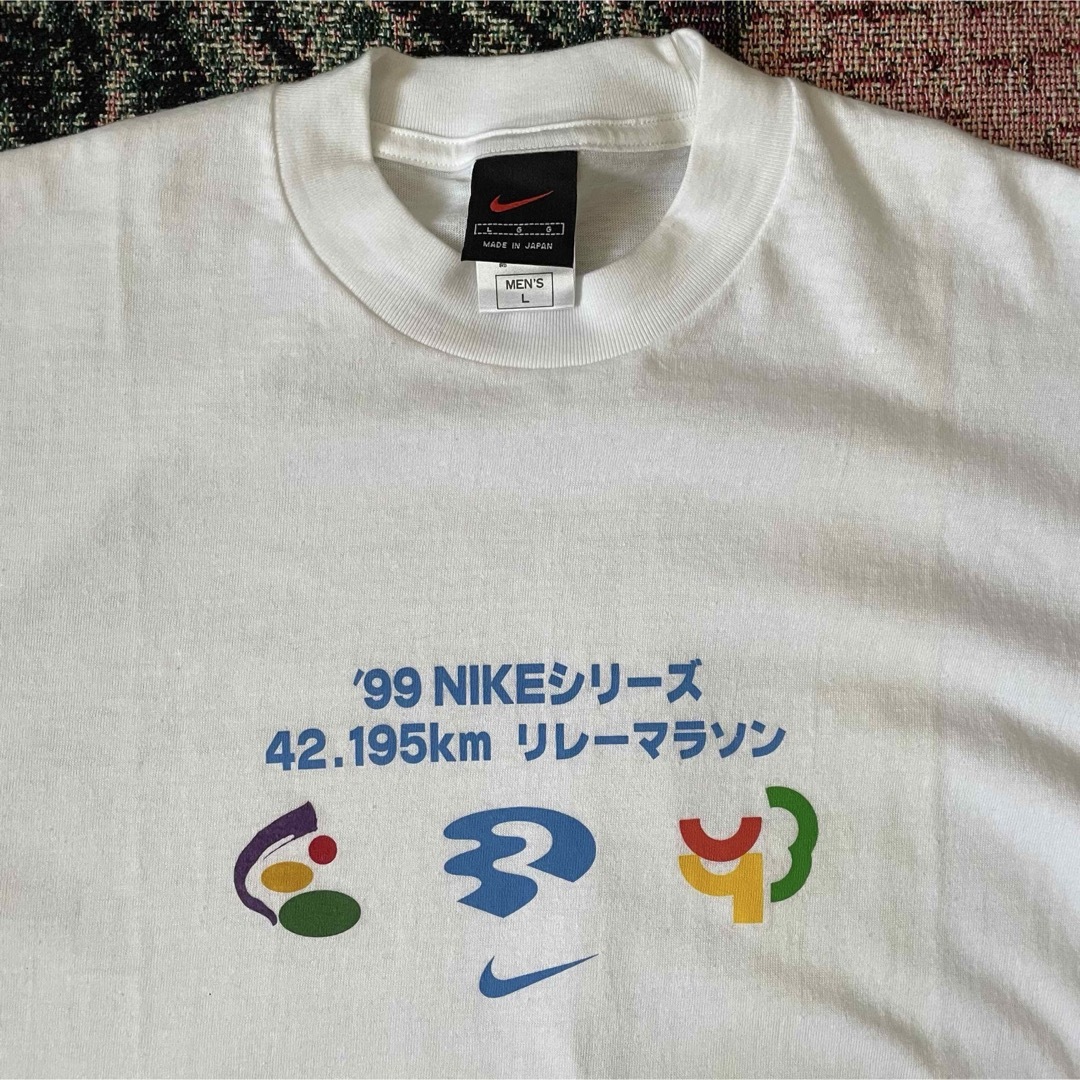 L G G
MADE IN JAPAN
MEN'S
L
'99 NIKEシリーズ
42.195km リレーマラソン